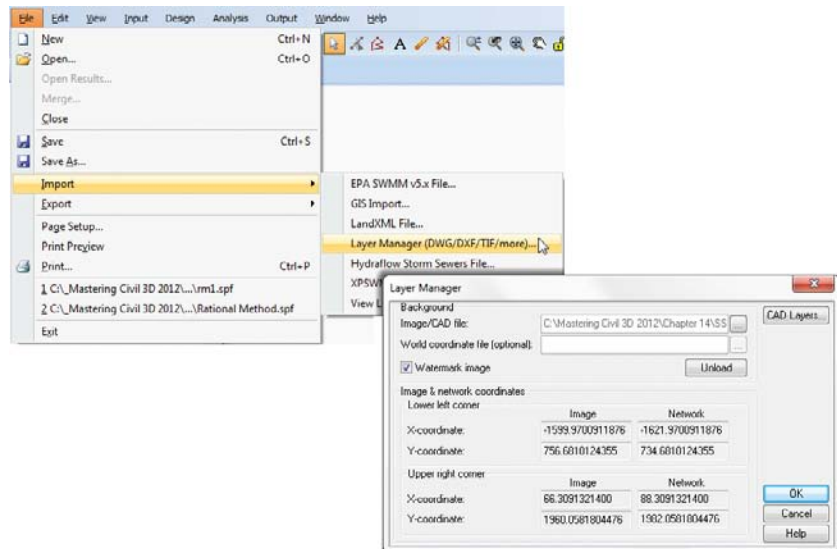 File Edit View Input Design Analysis Output Window Help
New Ctrl+N
Open... Ctrl+O
Open Results...
Merge...
Close
Save Ctrl+S
Save As...
Import
Export
Page Setup...
Print Preview
Print... Ctrl+P
1 C:\_Mastering Civil 3D 2012\...\rm1.spf
2 C:\_Mastering Civil 3D 2012\...\Rational Method.spf
Exit
A
EPA SWMM v5.x File...
GIS Import...
LandXML File...
Layer Manager (DWG/DXF/TIF/more)...
Hydraflow Storm Sewers File...
Layer Manager
Background
Image/CAD file: C:\Mastering Civil 3D 2012\Chapter 14\SS ...
CAD Layers...
World coordinate file (optional): ...
Watermark image Unload
Image & network coordinates
Lower left corner
Image Network
X-coordinate: -1599.9700911876 -1621.9700911876
Y-coordinate: 756.6810124355 734.6810124355
Upper right corner
Image Network
X-coordinate: 66.3091321400 88.3091321400
Y-coordinate: 1960.0581804476 1982.0581804476
OK
Cancel
Help